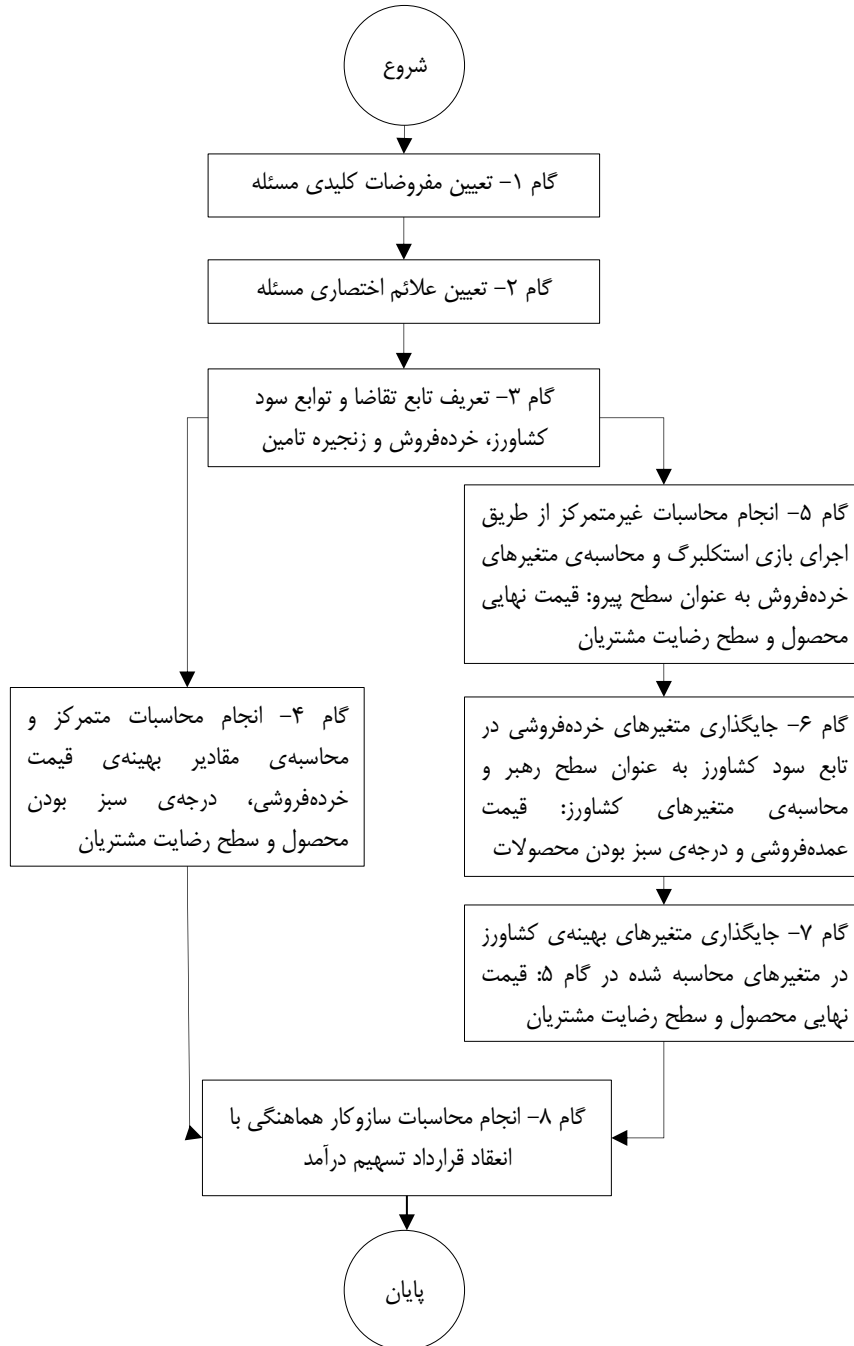 شروع
گام ۱- تعیین مفروضات کلیدی مسئله
گام ۲- تعیین علائم اختصاری مسئله
گام ۳- تعریف تابع تقاضا و توابع سود
کشاورز، خرده‌فروش و زنجیره تامین
گام ۴- انجام محاسبات متمرکز و
محاسبه‌ی مقادیر بهینه‌ی قیمت
خرده‌فروشی، درجه‌ی سبز بودن
محصول و سطح رضایت مشتریان
گام ۵- انجام محاسبات غیرمتمرکز از طریق
اجرای بازی استکلبرگ و محاسبه‌ی متغیرهای
خرده‌فروش به عنوان سطح پیرو: قیمت نهایی
محصول و سطح رضایت مشتریان
گام ۶- جایگذاری متغیرهای خرده‌فروشی در
تابع سود کشاورز به عنوان سطح رهبر و
محاسبه‌ی متغیرهای کشاورز: قیمت
عمده‌فروشی و درجه‌ی سبز بودن محصولات
گام ۷- جایگذاری متغیرهای بهینه‌ی کشاورز
در متغیرهای محاسبه شده در گام ۵: قیمت
نهایی محصول و سطح رضایت مشتریان
گام ۸- انجام محاسبات سازوکار هماهنگی با
انعقاد قرارداد تسهیم درآمد
پایان